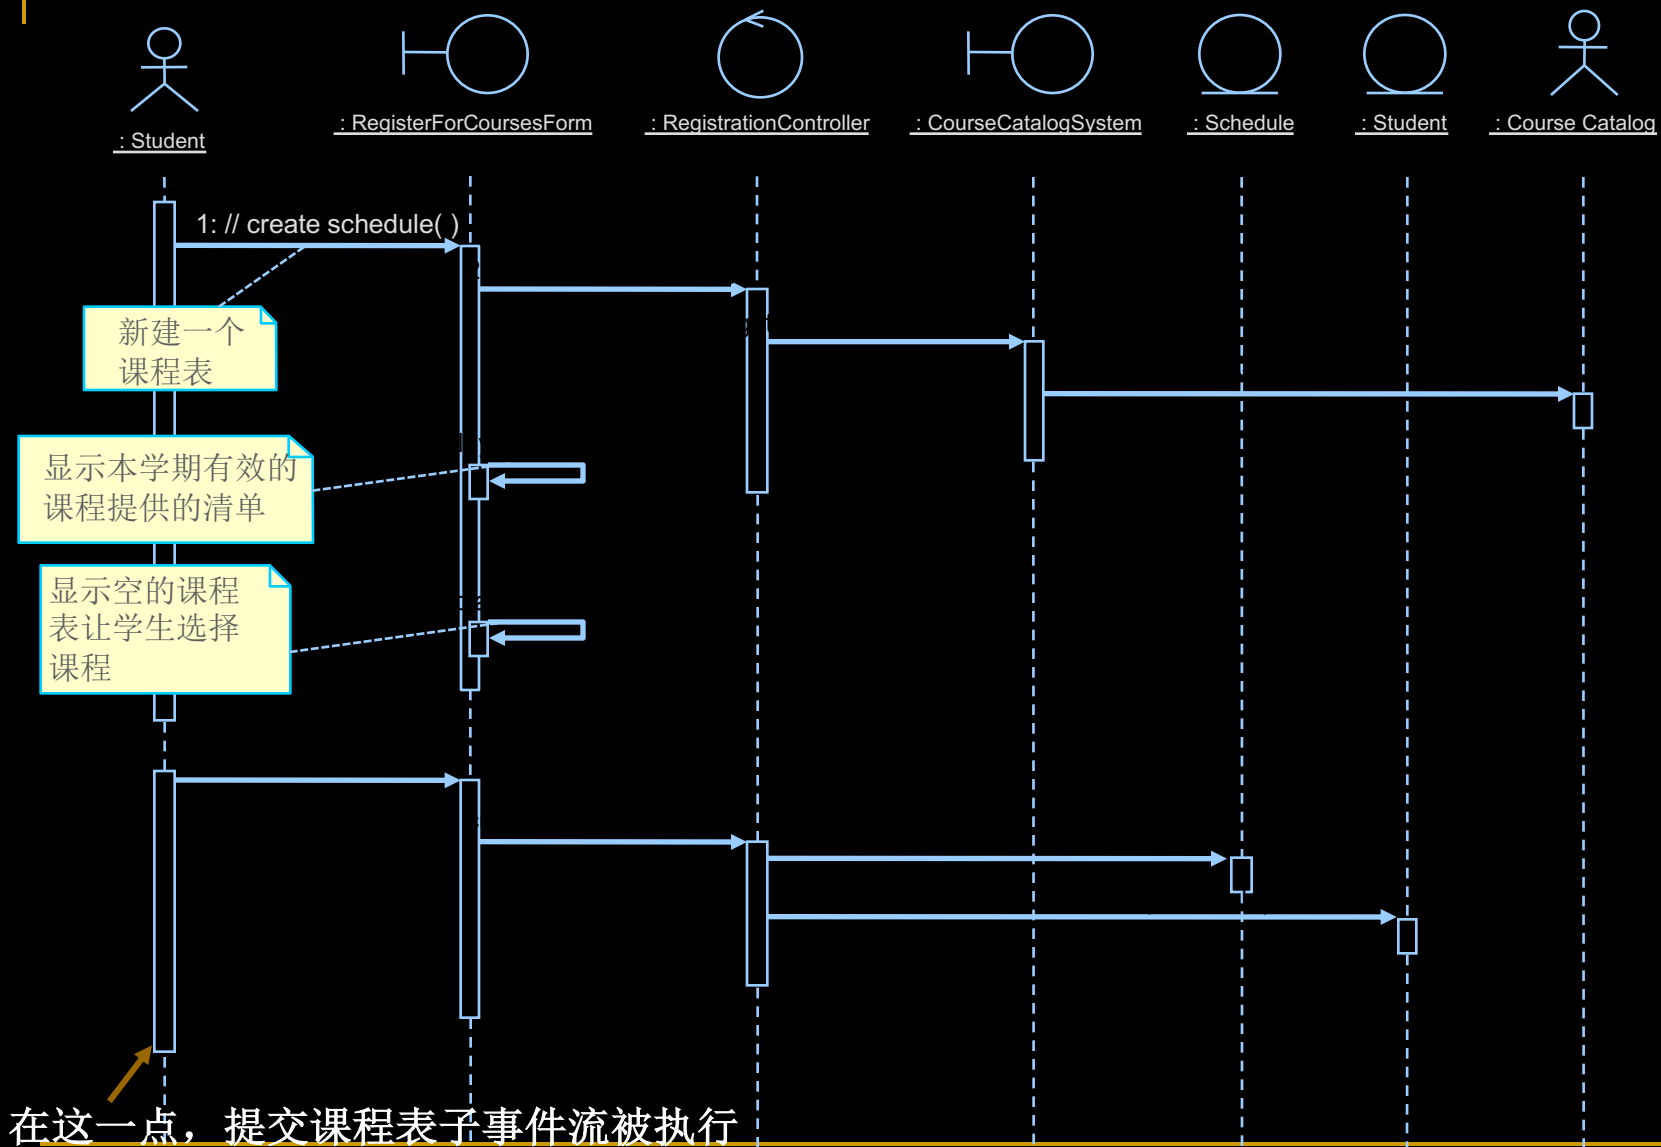 : Student
: RegisterForCoursesForm
: RegistrationController
: CourseCatalogSystem
: Schedule
: Student
: Course Catalog
1: // create schedule( )
新建一个
课程表
显示本学期有效的
课程提供的清单
显示空的课程
表让学生选择
课程
在这一点，提交课程表子事件流被执行